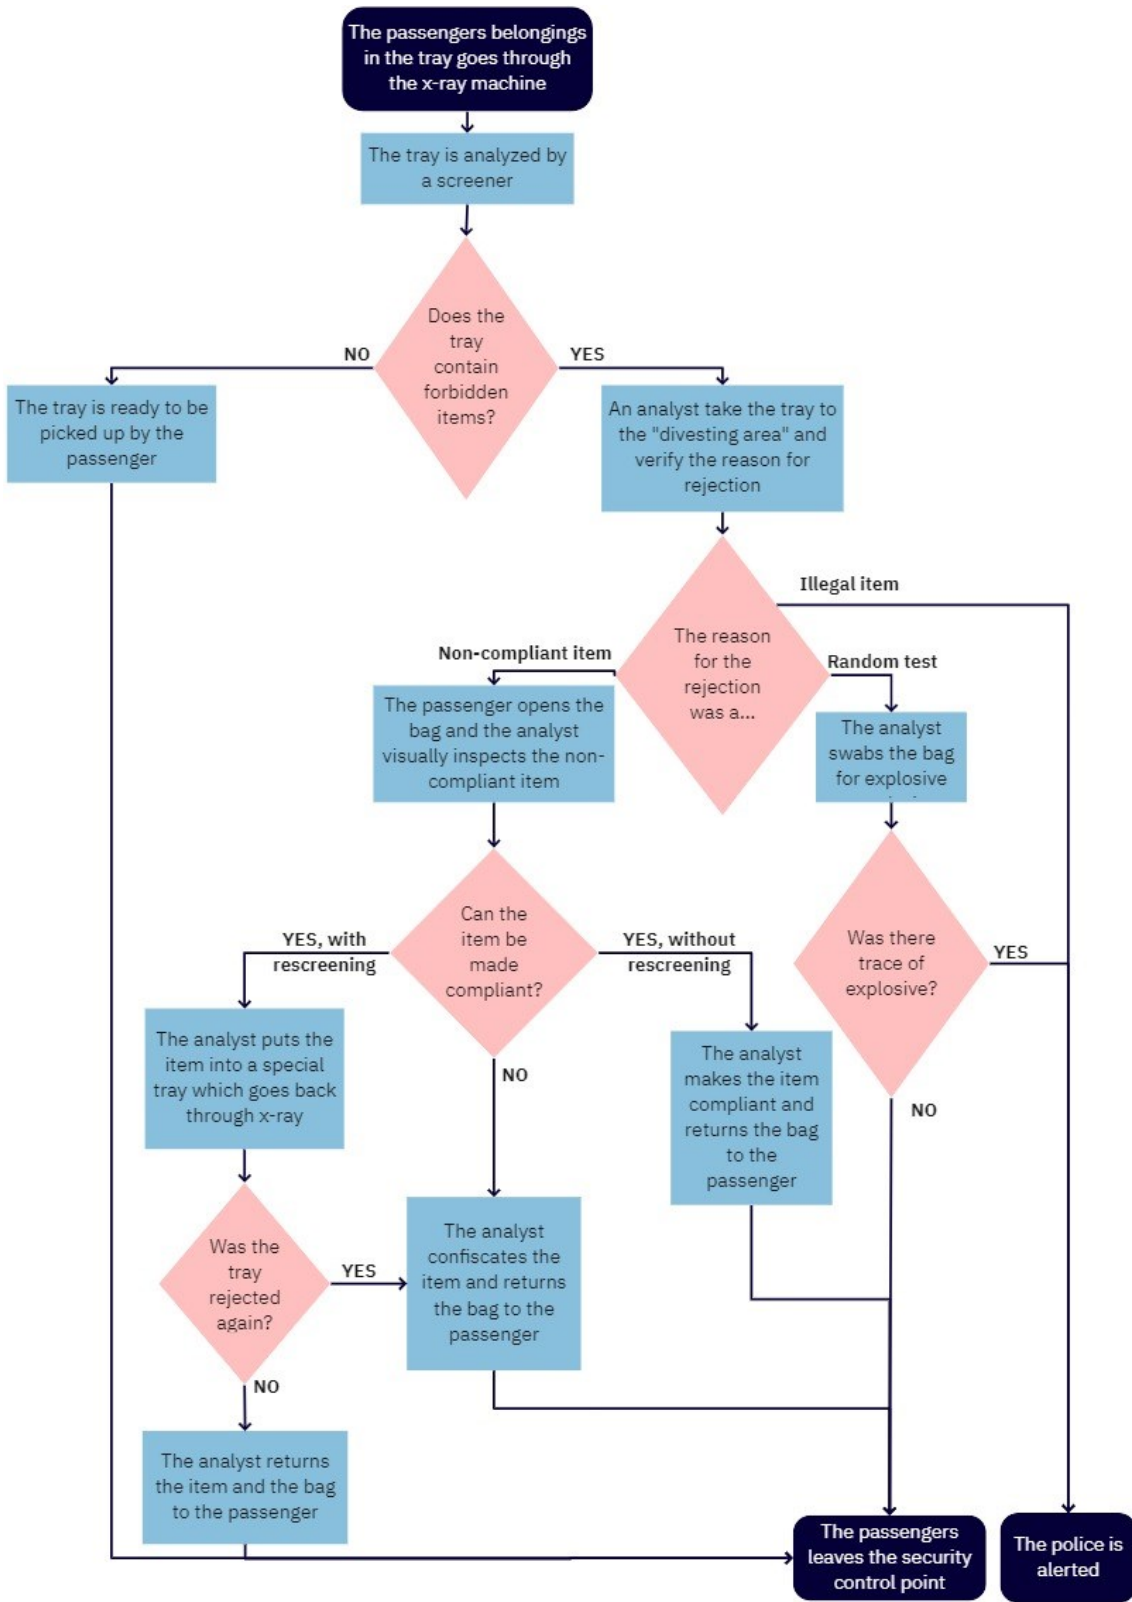 The passengers belongings
in the tray goes through
the x-ray machine
The tray is analyzed by
a screener
Does the
tray
contain
forbidden
items?
NO
YES
The tray is ready to be
picked up by the
passenger
An analyst take the tray to
the "divesting area" and
verify the reason for
rejection
Illegal item
The reason
for the
rejection
was a...
Non-compliant item
Random test
The passenger opens the
bag and the analyst
visually inspects the non-
compliant item
The analyst
swabs the bag
for explosive
Can the
item be
made
compliant?
YES, with
rescreening
YES, without
rescreening
NO
Was there
trace of
explosive?
YES
NO
The analyst puts the
item into a special
tray which goes back
through x-ray
The analyst
makes the item
compliant and
returns the bag
to the
passenger
Was the
tray
rejected
again?
YES
NO
The analyst
confiscates the
item and returns
the bag to the
passenger
The analyst returns
the item and the bag
to the passenger
The passengers
leaves the security
control point
The police is
alerted